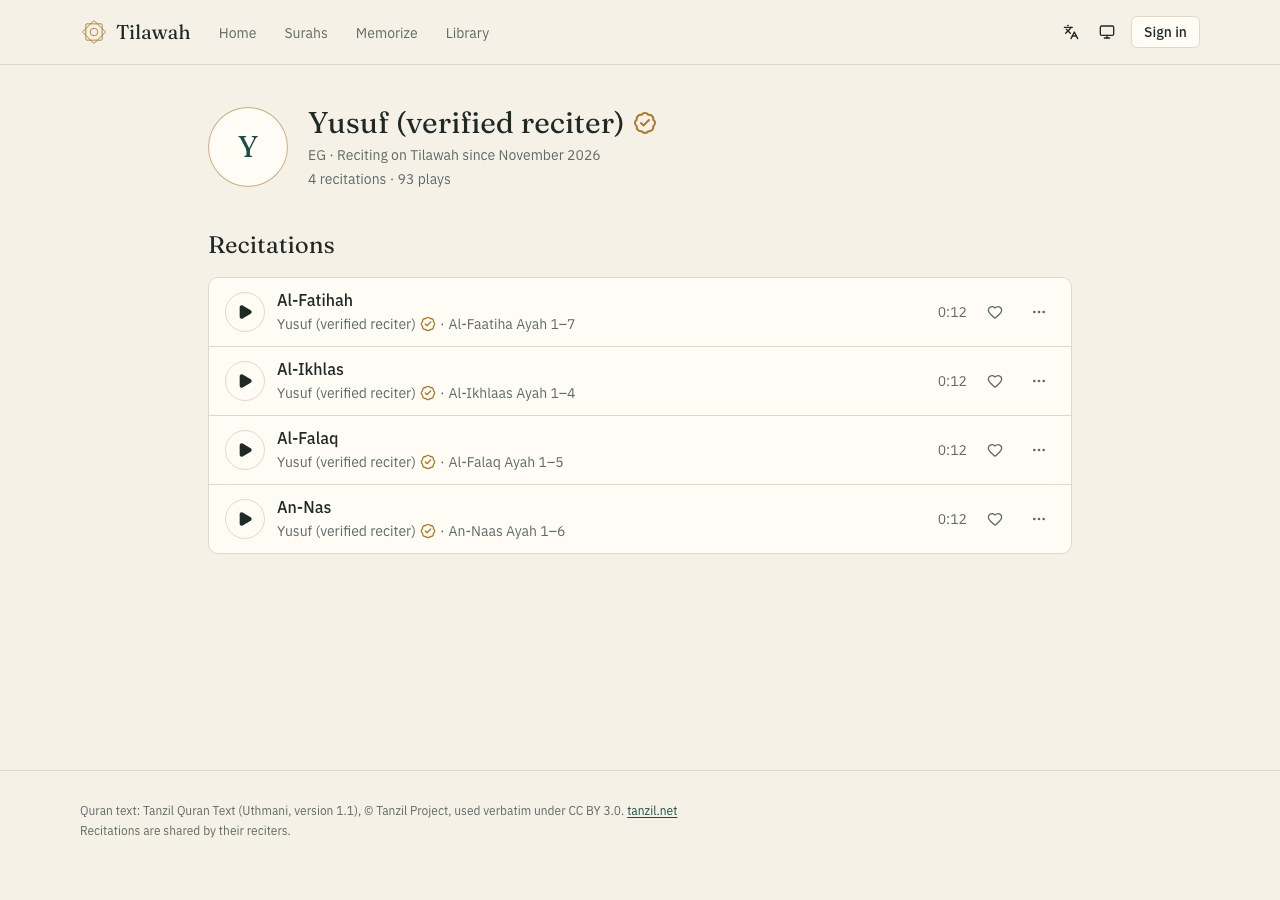 Tilawah
Home
Surahs
Memorize
Library
Sign in
Y
Yusuf (verified reciter)
EG · Reciting on Tilawah since November 2026
4 recitations · 93 plays
Recitations
Al-Fatihah
Yusuf (verified reciter) · Al-Faatiha Ayah 1–7
0:12
Al-Ikhlas
Yusuf (verified reciter) · Al-Ikhlaas Ayah 1–4
0:12
Al-Falaq
Yusuf (verified reciter) · Al-Falaq Ayah 1–5
0:12
An-Nas
Yusuf (verified reciter) · An-Naas Ayah 1–6
0:12
Quran text: Tanzil Quran Text (Uthmani, version 1.1), © Tanzil Project, used verbatim under CC BY 3.0. tanzil.net
Recitations are shared by their reciters.